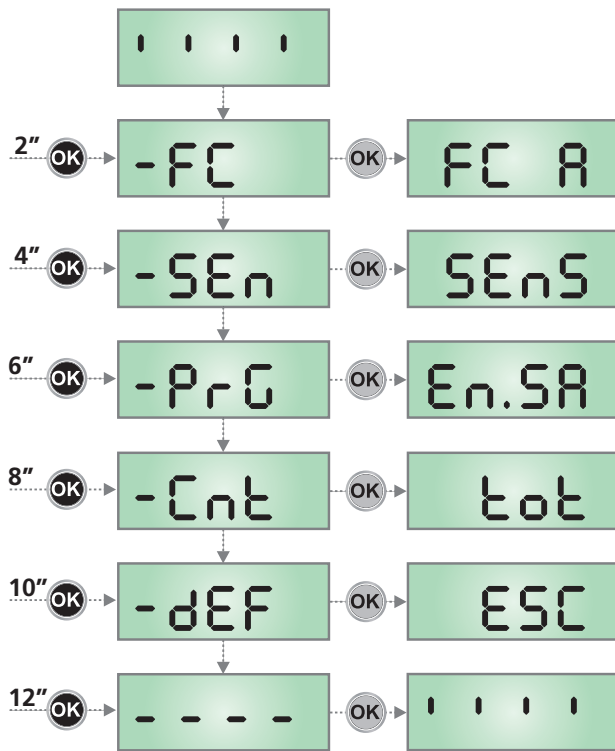 ı ı ı ı
2” OK -FC OK FC A
4” OK -SEn OK SEnS
6” OK -PrG OK En.SA
8” OK -Cnt OK tot
10” OK -dEF OK ESC
12” OK - - - - OK ı ı ı ı